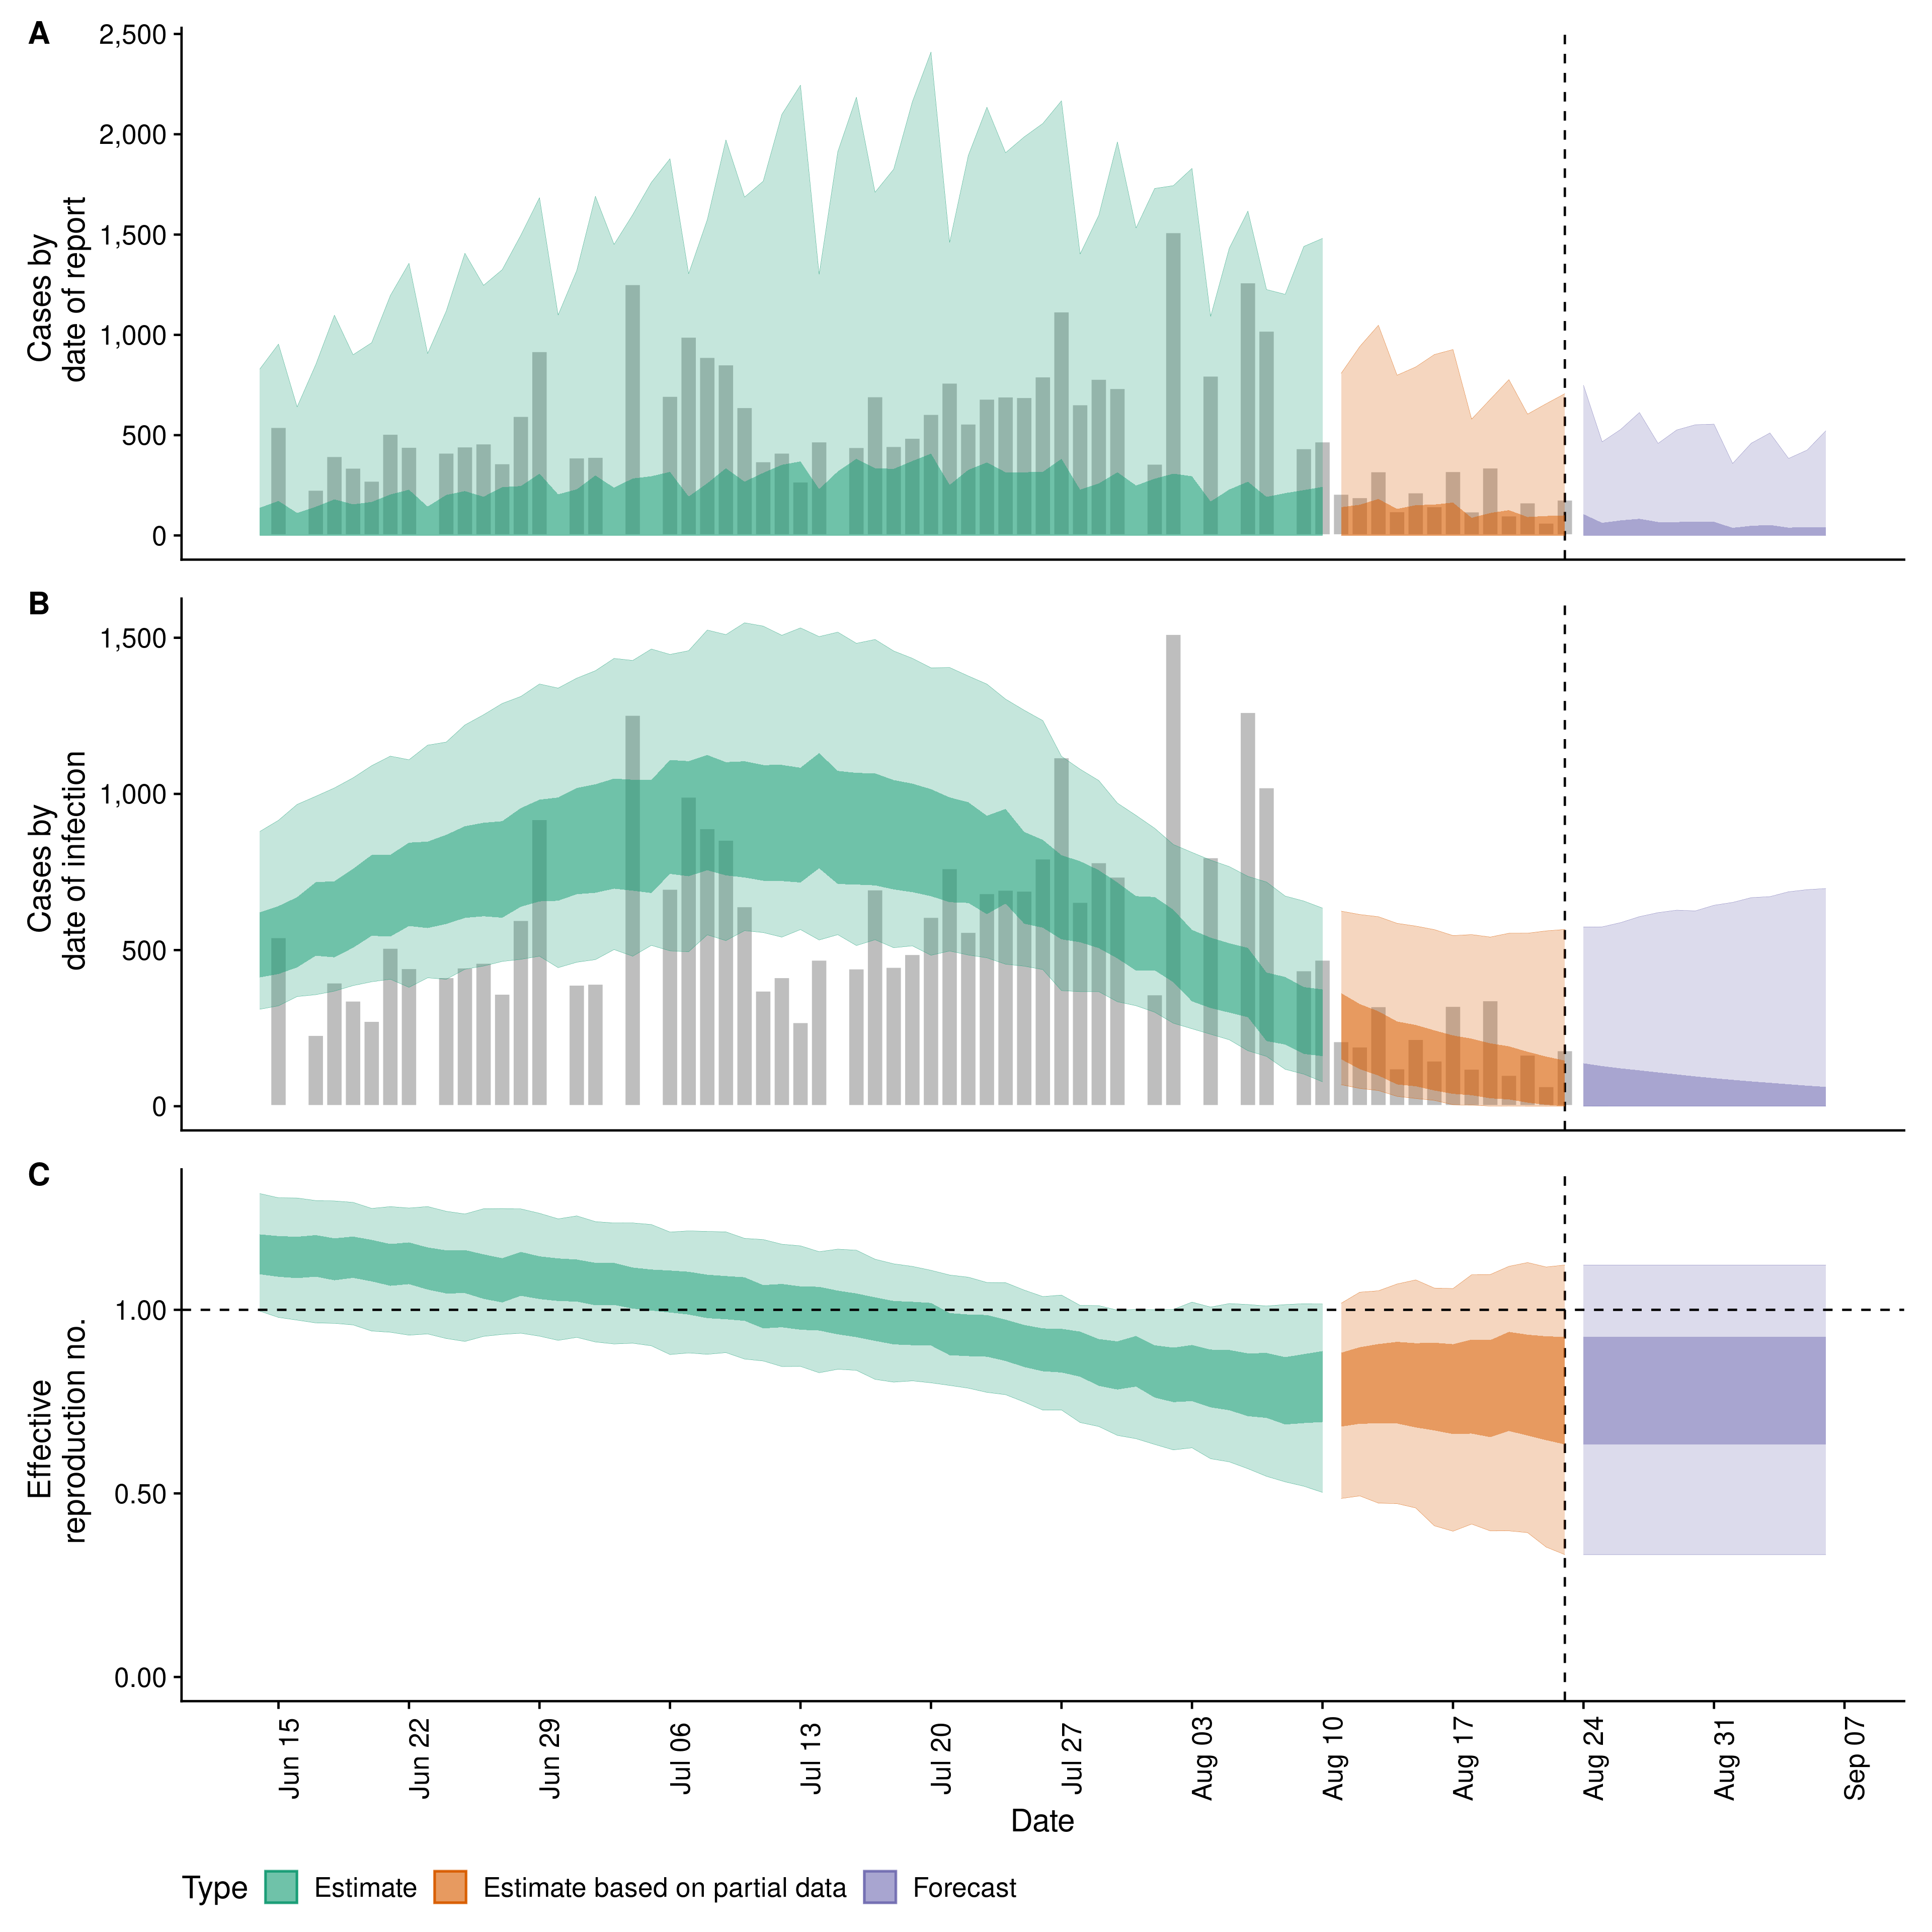 A
2,500
2,000
1,500
1,000
500
0
Cases by
date of report
B
1,500
1,000
500
0
Cases by
date of infection
C
1.00
0.50
0.00
Effective
reproduction no.
Jun 15
Jun 22
Jun 29
Jul 06
Jul 13
Jul 20
Jul 27
Aug 03
Aug 10
Aug 17
Aug 24
Aug 31
Sep 07
Date
Type Estimate Estimate based on partial data Forecast